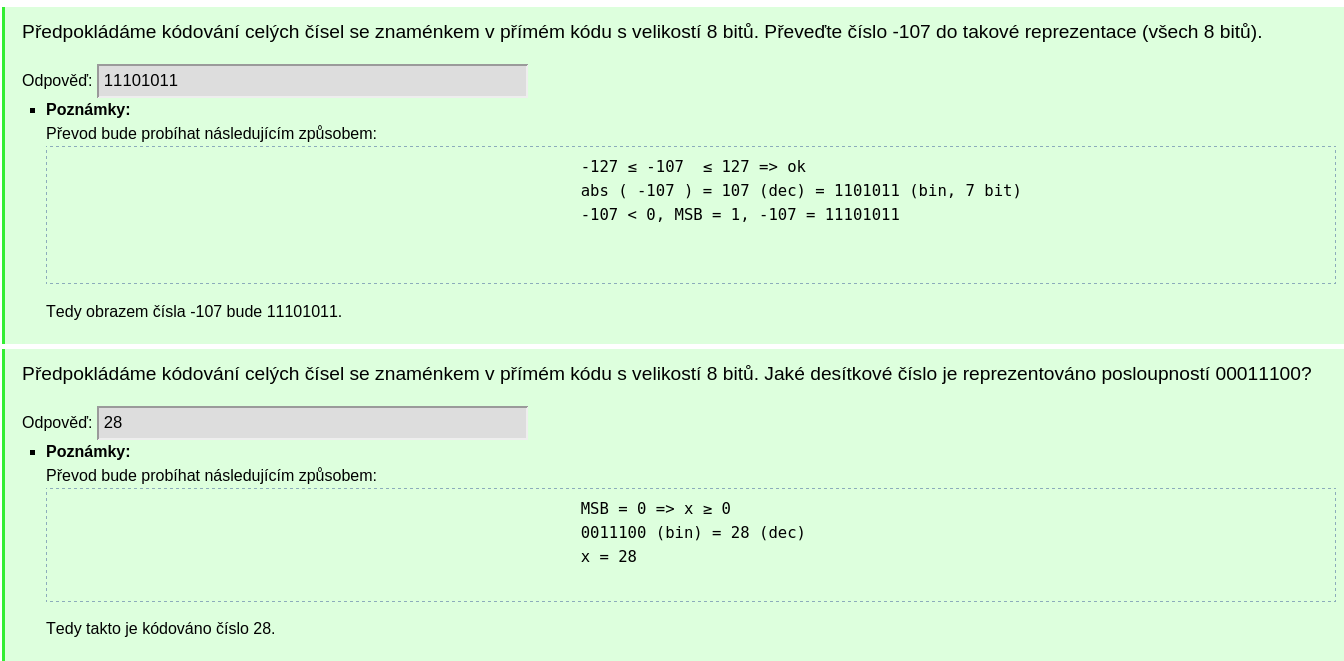 Předpokládáme kódování celých čísel se znaménkem v přímém kódu s velikostí 8 bitů. Převeďte číslo -107 do takové reprezentace (všech 8 bitů).
Odpověď: 11101011
Poznámky:
Převod bude probíhat následujícím způsobem:
-127 ≤ -107  ≤ 127 => ok
abs ( -107 ) = 107 (dec) = 1101011 (bin, 7 bit)
-107 < 0, MSB = 1, -107 = 11101011
Tedy obrazem čísla -107 bude 11101011.
Předpokládáme kódování celých čísel se znaménkem v přímém kódu s velikostí 8 bitů. Jaké desítkové číslo je reprezentováno posloupností 00011100?
Odpověď: 28
Poznámky:
Převod bude probíhat následujícím způsobem:
MSB = 0 => x ≥ 0
0011100 (bin) = 28 (dec)
x = 28
Tedy takto je kódováno číslo 28.